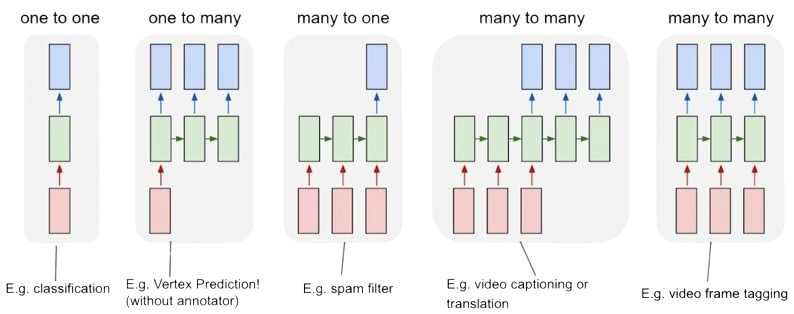 one to one
one to many
many to one
many to many
many to many
E.g. classification
E.g. Vertex Prediction!
(without annotator)
E.g. spam filter
E.g. video captioning or
translation
E.g. video frame tagging